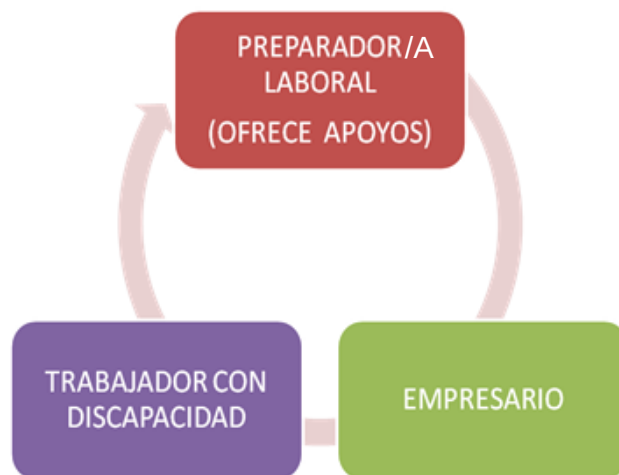 PREPARADOR/A
LABORAL
(OFRECE APOYOS)
TRABAJADOR CON
DISCAPACIDAD
EMPRESARIO